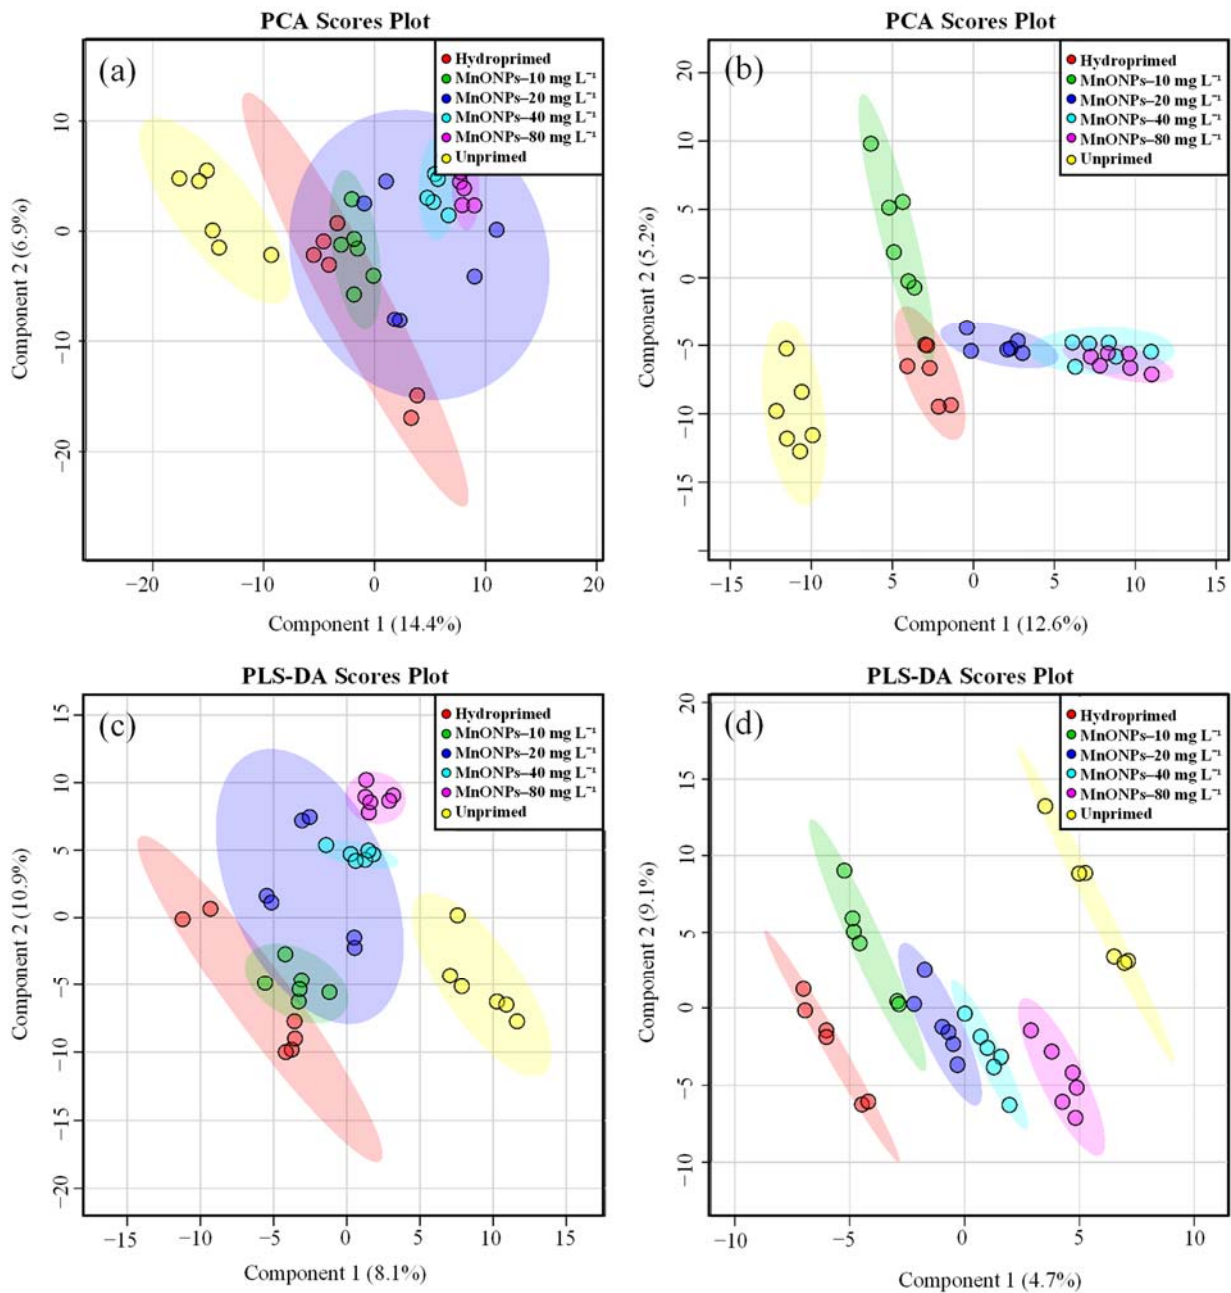 PCA Scores Plot
(a)
Hydroprimed
MnONPs–10 mg L⁻¹
MnONPs–20 mg L⁻¹
MnONPs–40 mg L⁻¹
MnONPs–80 mg L⁻¹
Unprimed
10
0
−10
−20
Component 2 (6.9%)
−20
−10
0
10
20
Component 1 (14.4%)
PCA Scores Plot
(b)
Hydroprimed
MnONPs–10 mg L⁻¹
MnONPs–20 mg L⁻¹
MnONPs–40 mg L⁻¹
MnONPs–80 mg L⁻¹
Unprimed
20
10
5
0
−5
−10
−15
Component 2 (5.2%)
−15
−10
5
0
5
10
15
Component 1 (12.6%)
PLS-DA Scores Plot
(c)
Hydroprimed
MnONPs–10 mg L⁻¹
MnONPs–20 mg L⁻¹
MnONPs–40 mg L⁻¹
MnONPs–80 mg L⁻¹
Unprimed
15
10
5
0
−5
−10
−15
−20
Component 2 (10.9%)
−15
−10
−5
0
5
10
15
Component 1 (8.1%)
PLS-DA Scores Plot
(d)
Hydroprimed
MnONPs–10 mg L⁻¹
MnONPs–20 mg L⁻¹
MnONPs–40 mg L⁻¹
MnONPs–80 mg L⁻¹
Unprimed
20
15
10
5
0
−5
−10
Component 2 (9.1%)
−10
−5
0
5
10
Component 1 (4.7%)